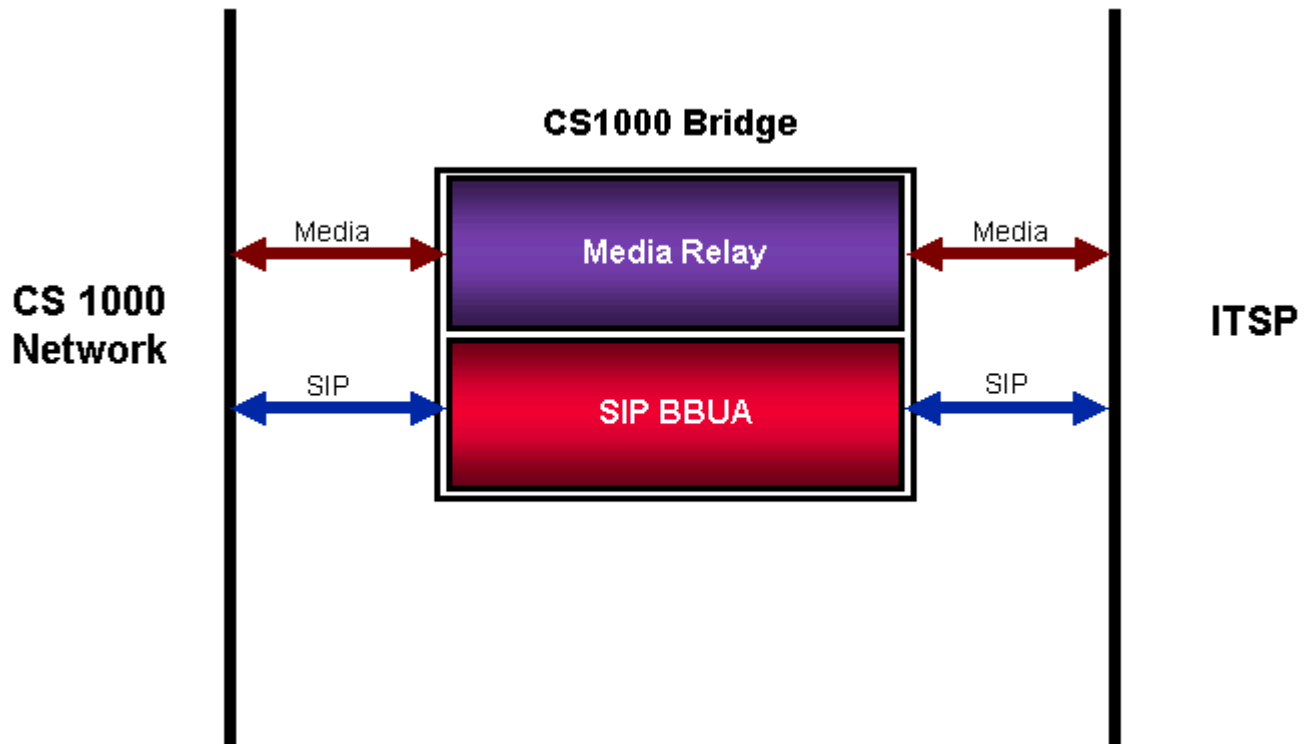 CS1000 Bridge
Media
Media Relay
Media
CS 1000
Network
ITSP
SIP
SIP BBUA
SIP